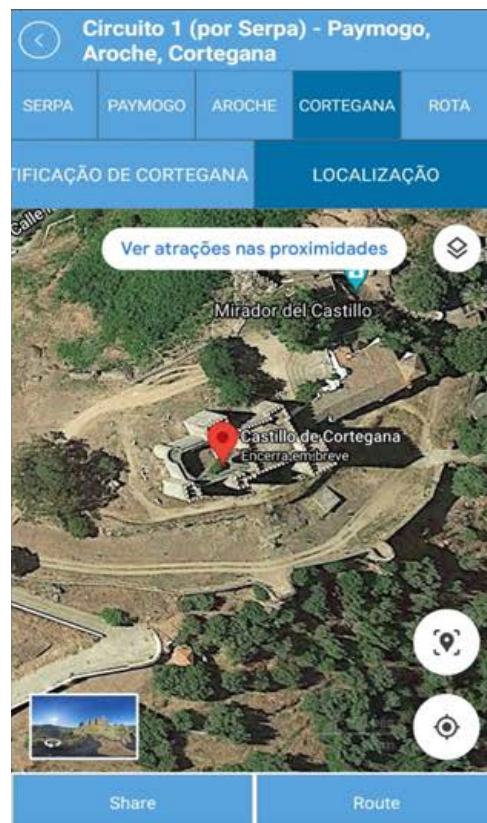 Circuito 1 (por Serpa) - Paymogo,
Aroche, Cortegana
SERPA PAYMOGO AROCHE CORTEGANA ROTA
TIFICAÇÃO DE CORTEGANA LOCALIZAÇÃO
Calle
Ver atrações nas proximidades
Mirador del Castillo
Castillo de Cortegana
Encerra em breve
Share Route